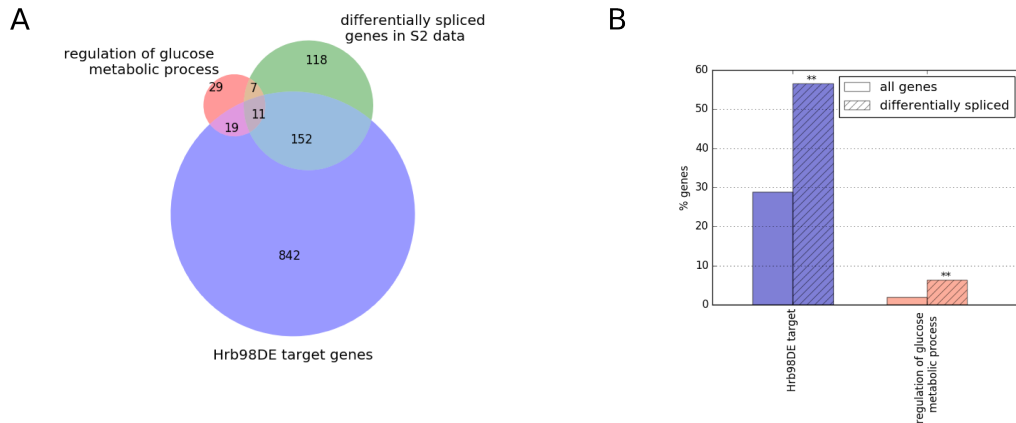 A
differentially spliced
genes in S2 data
regulation of glucose
metabolic process
118
29
7
11
19
152
842
Hrb98DE target genes
B
60
50
40
30
20
10
0
% genes
**
**
all genes
differentially spliced
Hrb98DE target
regulation of glucose
metabolic process